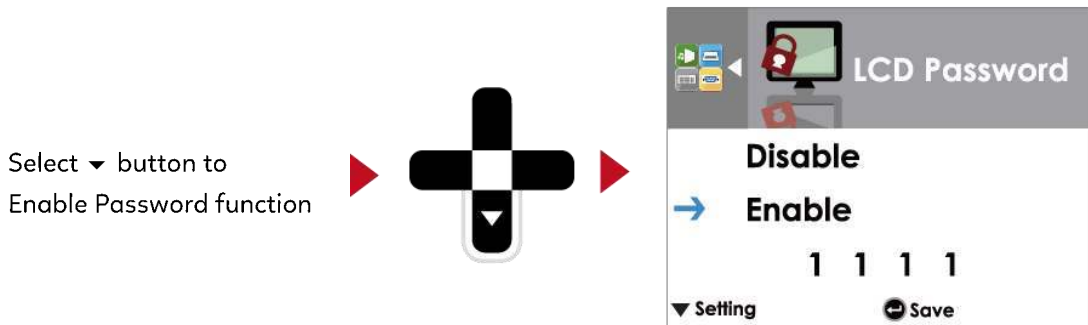 Select ▼ button to
Enable Password function
LCD Password
Disable
→ Enable
1 1 1 1
▼ Setting
Save